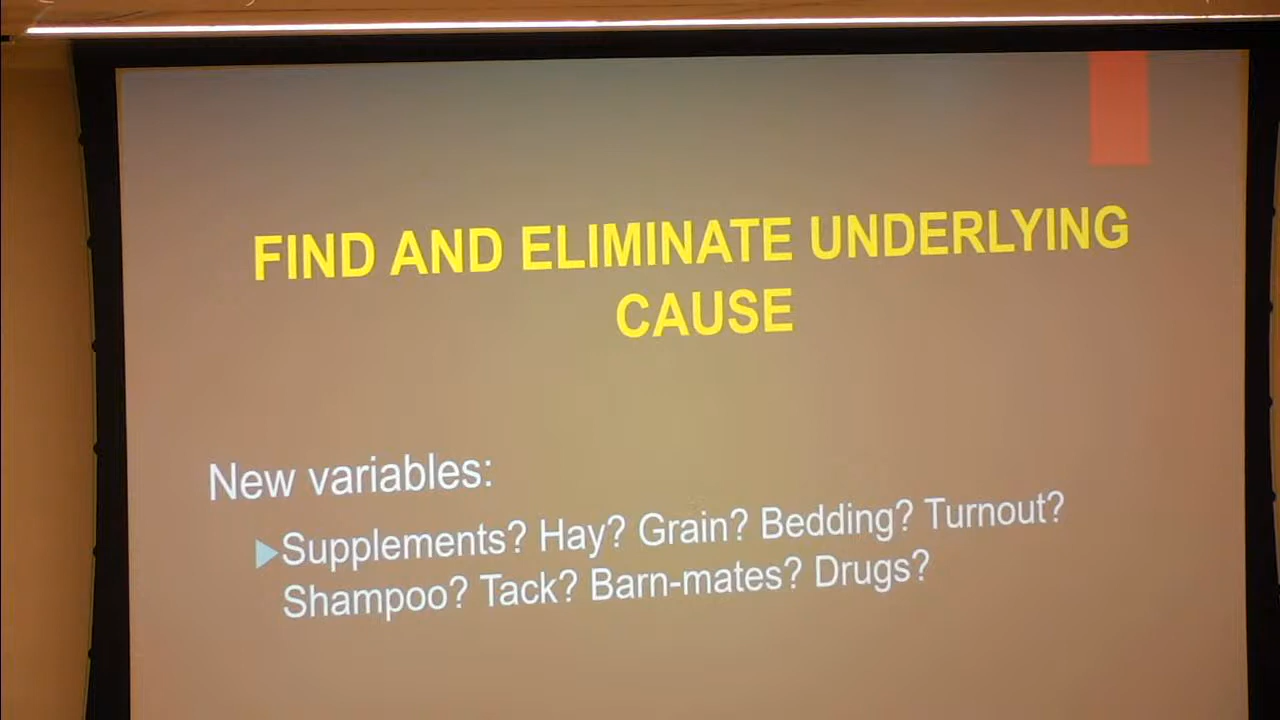 FIND AND ELIMINATE UNDERLYING
CAUSE
New variables:
Supplements? Hay? Grain? Bedding? Turnout?
Shampoo? Tack? Barn-mates? Drugs?